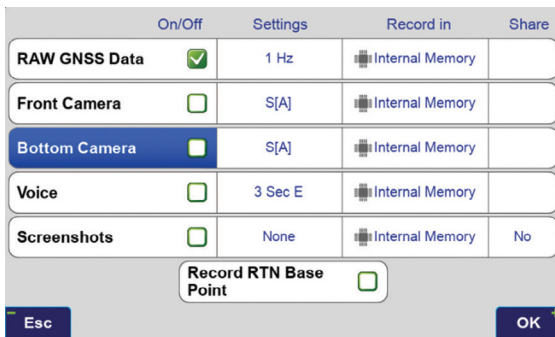 On/Off Settings Record in Share
RAW GNSS Data 1 Hz Internal Memory
Front Camera S[A] Internal Memory
Bottom Camera S[A] Internal Memory
Voice 3 Sec E Internal Memory
Screenshots None Internal Memory No
Record RTN Base
Point
Esc OK